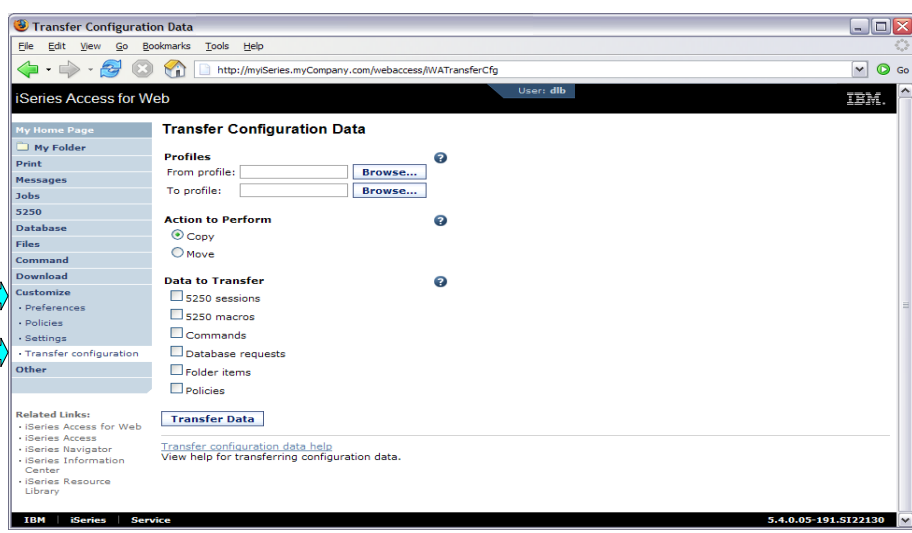 Transfer Configuration Data
File Edit View Go Bookmarks Tools Help
http://myiSeries.myCompany.com/webaccess/iWATransferCfg
Go
iSeries Access for Web
User: dlb
IBM.
My Home Page
My Folder
Print
Messages
Jobs
5250
Database
Files
Command
Download
Customize
• Preferences
• Policies
• Settings
• Transfer configuration
Other
Related Links:
• iSeries Access for Web
• iSeries Access
• iSeries Navigator
• iSeries Information
Center
• iSeries Resource
Library
Transfer Configuration Data
Profiles
?
From profile:
Browse...
To profile:
Browse...
Action to Perform
?
Copy
Move
Data to Transfer
?
5250 sessions
5250 macros
Commands
Database requests
Folder items
Policies
Transfer Data
Transfer configuration data help
View help for transferring configuration data.
IBM | iSeries | Service
5.4.0.05-191.SI22130